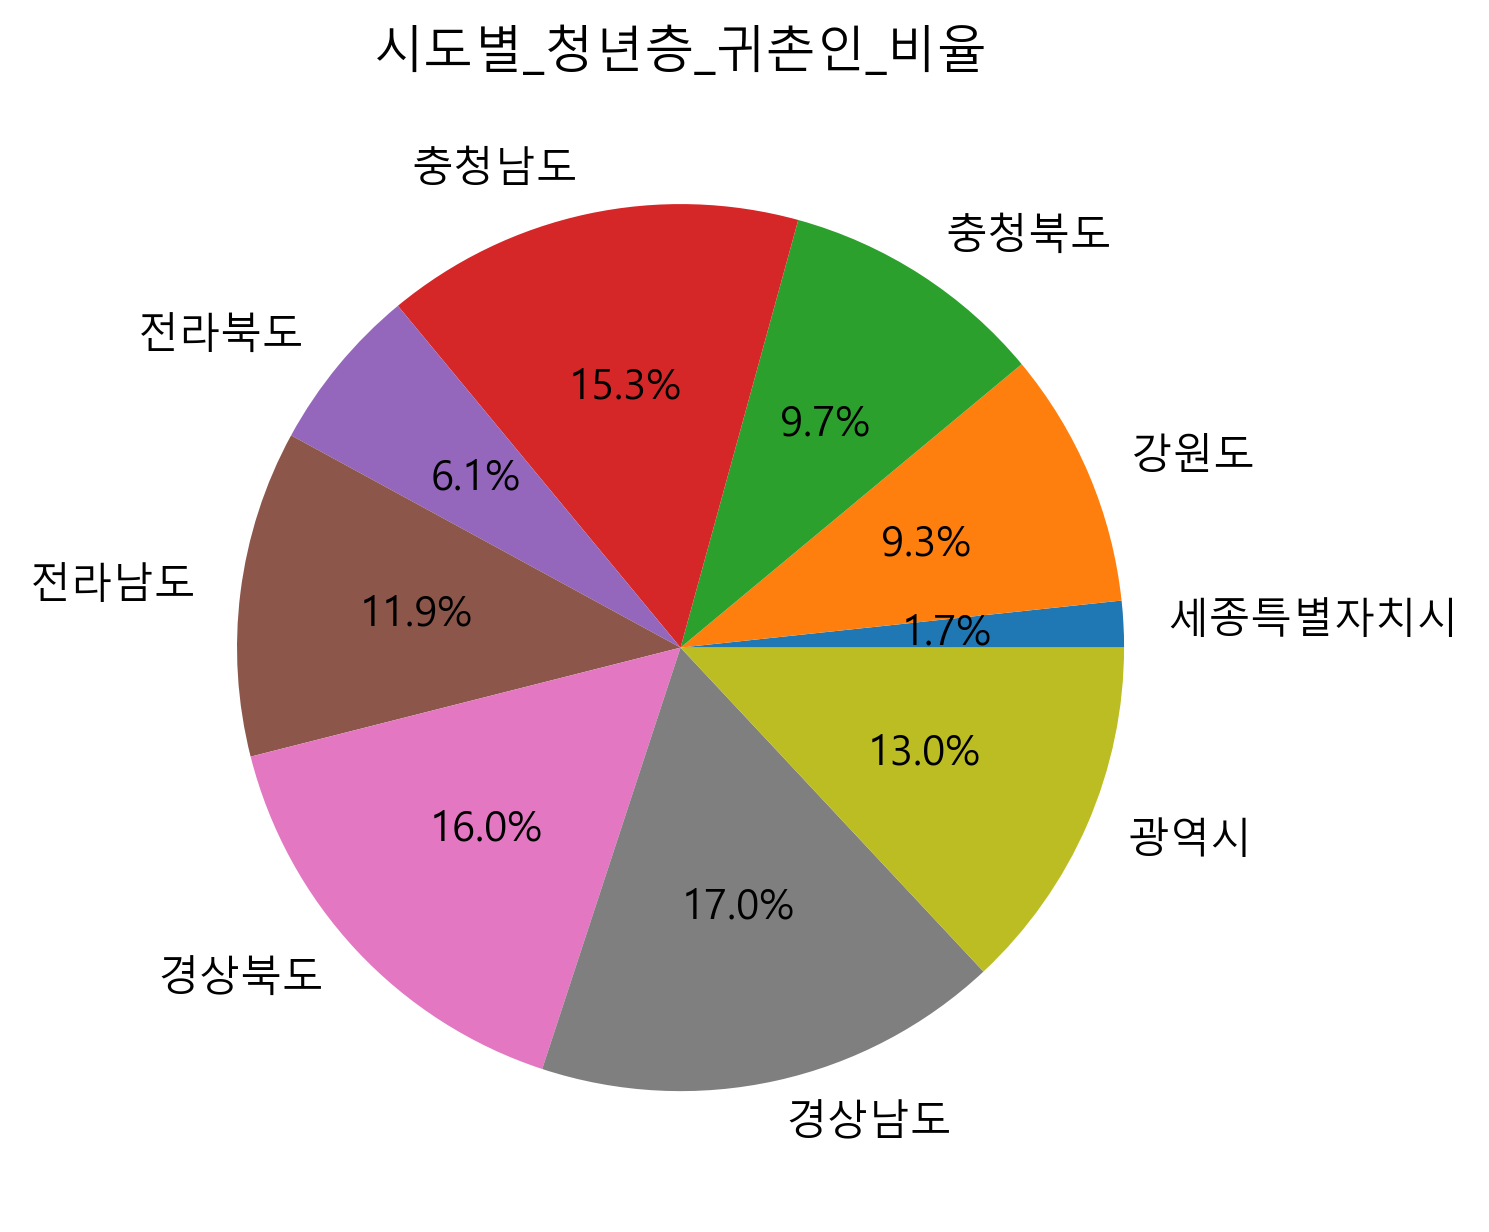 시도별_청년층_귀촌인_비율
충청남도
충청북도
전라북도
강원도
전라남도
세종특별자치시
광역시
경상북도
경상남도
15.3%
9.7%
6.1%
9.3%
11.9%
1.7%
13.0%
16.0%
17.0%